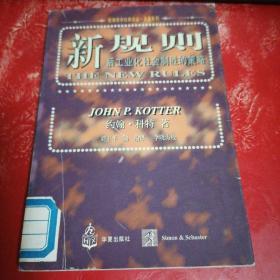 新规则
后工业化社会制胜的策略
THE NEW RULES
JOHN P. KOTTER
约翰·科特 著
华夏出版社
Simon & Schuster